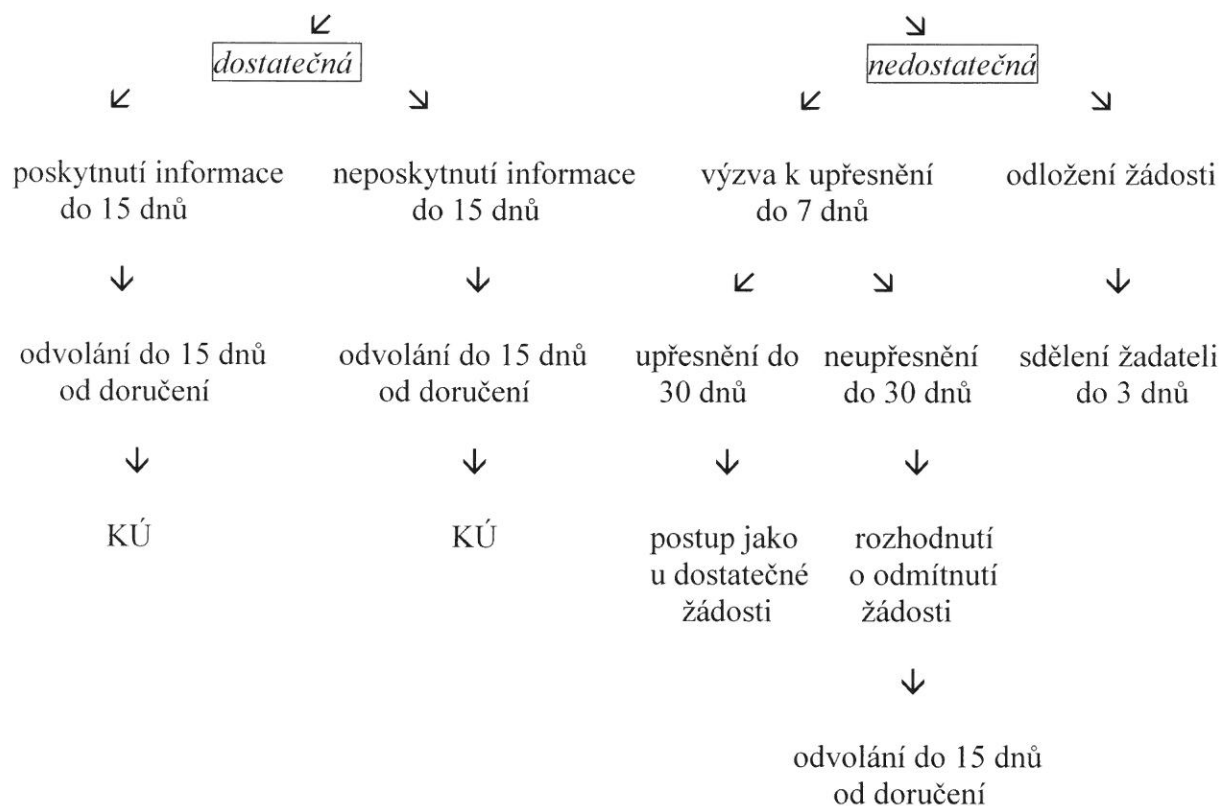 ↙ ↘
dostatečná nedostatečná
↙ ↘ ↙ ↘
poskytnutí informace neposkytnutí informace výzva k upřesnění odložení žádosti
do 15 dnů do 15 dnů do 7 dnů
↓ ↓ ↙ ↘ ↓
odvolání do 15 dnů odvolání do 15 dnů upřesnění do neupřesnění sdělení žadateli
od doručení od doručení 30 dnů do 30 dnů do 3 dnů
↓ ↓ ↓ ↓
KÚ KÚ postup jako rozhodnutí
u dostatečné o odmítnutí
žádosti žádosti
↓
odvolání do 15 dnů
od doručení